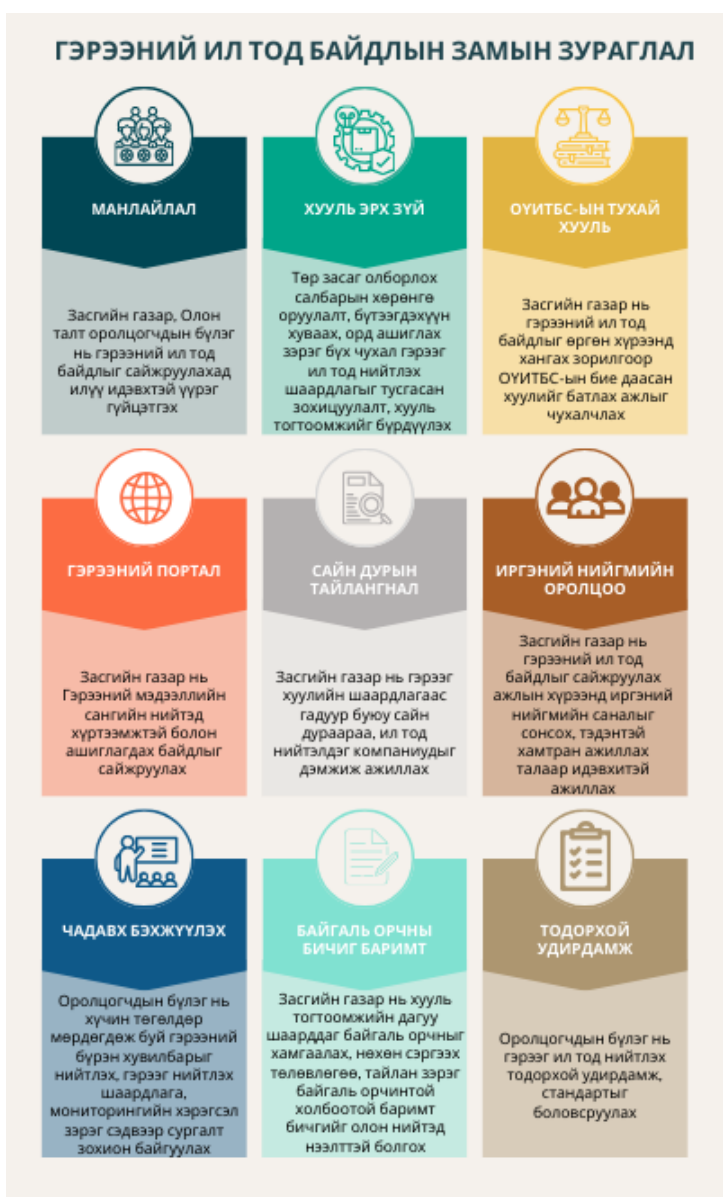 ГЭРЭЭНИЙ ИЛ ТОД БАЙДЛЫН ЗАМЫН ЗУРАГЛАЛ
МАНЛАЙЛАЛ
Засгийн газар, Олон
талт оролцогчдын бүлэг
нь гэрээний ил тод
байдлыг сайжруулахад
илүү идэвхтэй үүрэг
гүйцэтгэх
ХУУЛЬ ЭРХ ЗҮЙ
Төр засаг олборлох
салбарын хөрөнгө
оруулалт, бүтээгдэхүүн
хуваах, орд ашиглах
зэрэг бүх чухал гэрээг
ил тод нийтлэх
шаардлагыг тусгасан
зохицуулалт, хууль
тогтоомжийг бүрдүүлэх
ОҮИТБС-ЫН ТУХАЙ
ХУУЛЬ
Засгийн газар нь
гэрээний ил тод
байдлыг өргөн хүрээнд
хангах зорилгоор
ОҮИТБС-ын бие даасан
хуулийг батлах ажлыг
чухалчлах
ГЭРЭЭНИЙ ПОРТАЛ
Засгийн газар нь
Гэрээний мэдээллийн
сангийн нийтэд
хүртээмжтэй болон
ашиглагдах байдлыг
сайжруулах
САЙН ДУРЫН
ТАЙЛАНГНАЛ
Засгийн газар нь гэрээг
хуулийн шаардлагаас
гадуур буюу сайн
дураараа, ил тод
нийтэлдэг компаниудыг
дэмжиж ажиллах
ИРГЭНИЙ НИЙГМИЙН
ОРОЛЦОО
Засгийн газар нь
гэрээний ил тод
байдлыг сайжруулах
ажлын хүрээнд иргэний
нийгмийн саналыг
сонсох, тэдэнтэй
хамтран ажиллах
талаар идэвхитэй
ажиллах
ЧАДАВХ БЭХЖҮҮЛЭХ
Оролцогчдын бүлэг нь
хүчин төгөлдөр
мөрдөгдөж буй гэрээний
бүрэн хувилбарыг
нийтлэх, гэрээг нийтлэх
шаардлага,
мониторингийн хэрэгсэл
зэрэг сэдвээр сургалт
зохион байгуулах
БАЙГАЛЬ ОРЧНЫ
БИЧИГ БАРИМТ
Засгийн газар нь хууль
тогтоомжийн дагуу
шаарддаг байгаль орчныг
хамгаалах, нөхөн сэргээх
төлөвлөгөө, тайлан зэрэг
байгаль орчинтой
холбоотой баримт
бичгийг олон нийтэд
нээлттэй болгох
ТОДОРХОЙ
УДИРДАМЖ
Оролцогчдын бүлэг нь
гэрээг ил тод нийтлэх
тодорхой удирдамж,
стандартыг
боловсруулах